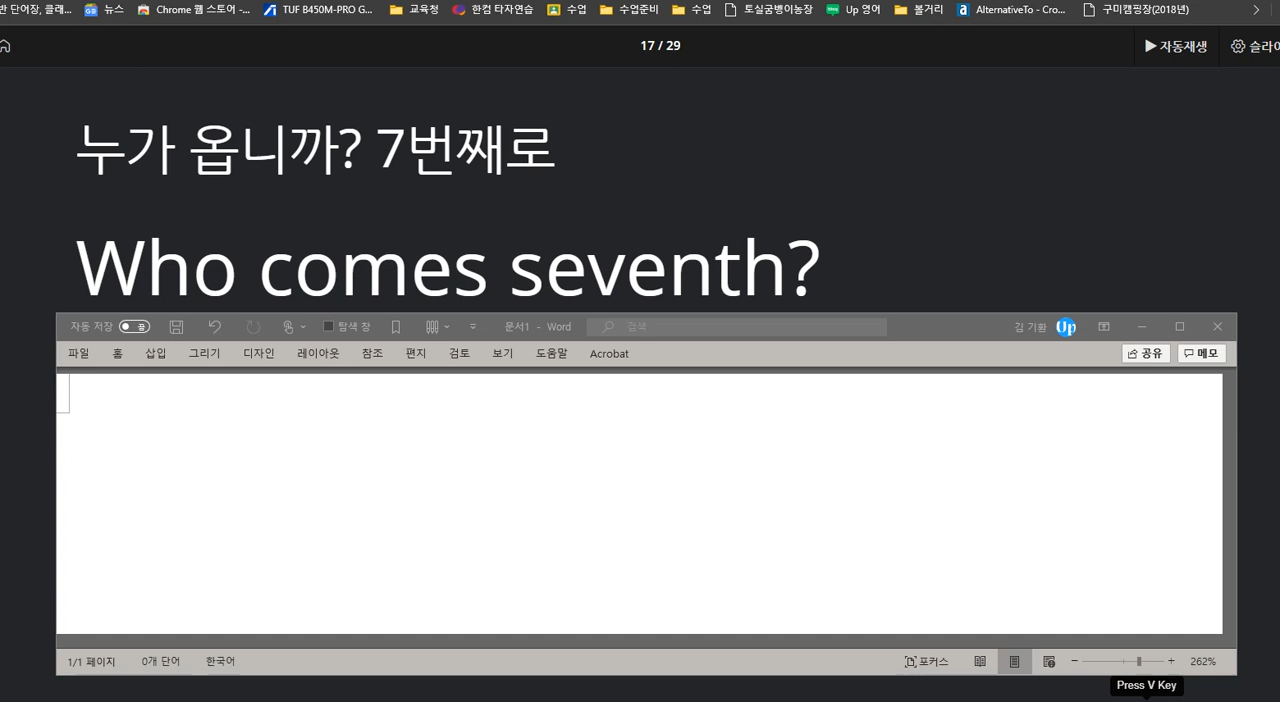 반 단어장, 클래... 뉴스 Chrome 웹 스토어 -... TUF B450M-PRO G... 교육청 한컴 타자연습 수업 수업준비 수업 토실굼벵이농장 Up 영어 볼거리 AlternativeTo - Cro... 구미캠핑장(2018년)
17 / 29 자동재생 슬라이
누가 옵니까? 7번째로
Who comes seventh?
자동 저장 끔 탐색 창 문서1 - Word 검색 김 기환 Up
파일 홈 삽입 그리기 디자인 레이아웃 참조 편지 검토 보기 도움말 Acrobat 공유 메모
1/1 페이지 0개 단어 한국어 포커스 262%
Press V Key